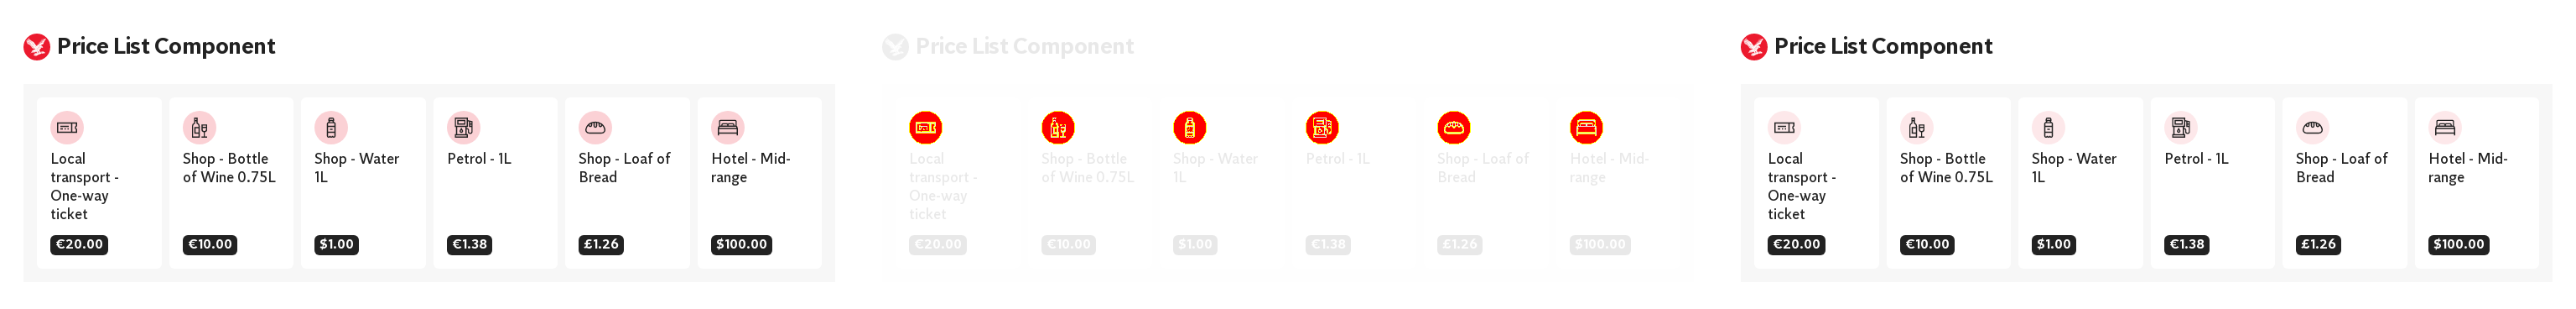 Price List Component
Local
transport -
One-way
ticket
€20.00
Shop - Bottle
of Wine 0.75L
€10.00
Shop - Water
1L
$1.00
Petrol - 1L
€1.38
Shop - Loaf of
Bread
£1.26
Hotel - Mid-
range
$100.00
Price List Component
Local
transport -
One-way
ticket
€20.00
Shop - Bottle
of Wine 0.75L
€10.00
Shop - Water
1L
$1.00
Petrol - 1L
€1.38
Shop - Loaf of
Bread
£1.26
Hotel - Mid-
range
$100.00
Price List Component
Local
transport -
One-way
ticket
€20.00
Shop - Bottle
of Wine 0.75L
€10.00
Shop - Water
1L
$1.00
Petrol - 1L
€1.38
Shop - Loaf of
Bread
£1.26
Hotel - Mid-
range
$100.00